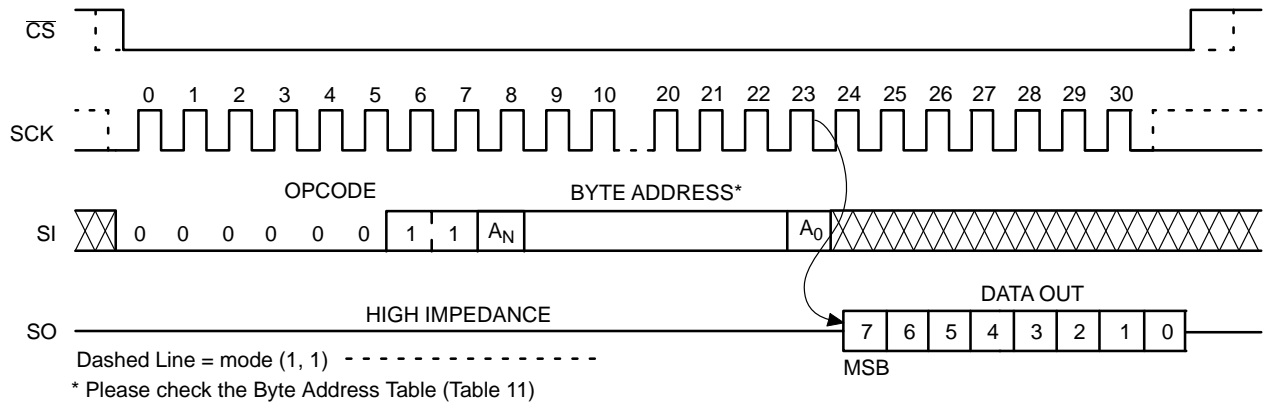 CS
0 1 2 3 4 5 6 7 8 9 10 20 21 22 23 24 25 26 27 28 29 30
SCK
OPCODE BYTE ADDRESS*
SI 0 0 0 0 0 0 1 1 AN A0
DATA OUT
HIGH IMPEDANCE
SO 7 6 5 4 3 2 1 0
Dashed Line = mode (1, 1) - - - - - - - - - - - - - -
MSB
* Please check the Byte Address Table (Table 11)